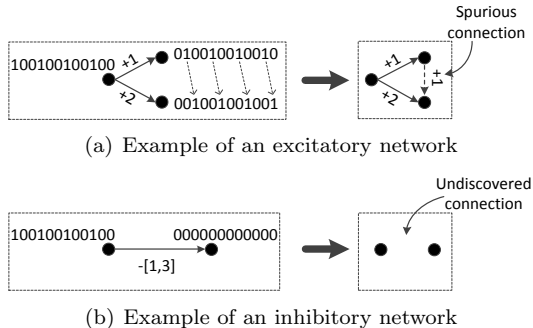 Spurious
connection
100100100100
+1
010010010010
+2
001001001001
+1
+2
+1
(a) Example of an excitatory network
Undiscovered
connection
100100100100
000000000000
-[1,3]
(b) Example of an inhibitory network